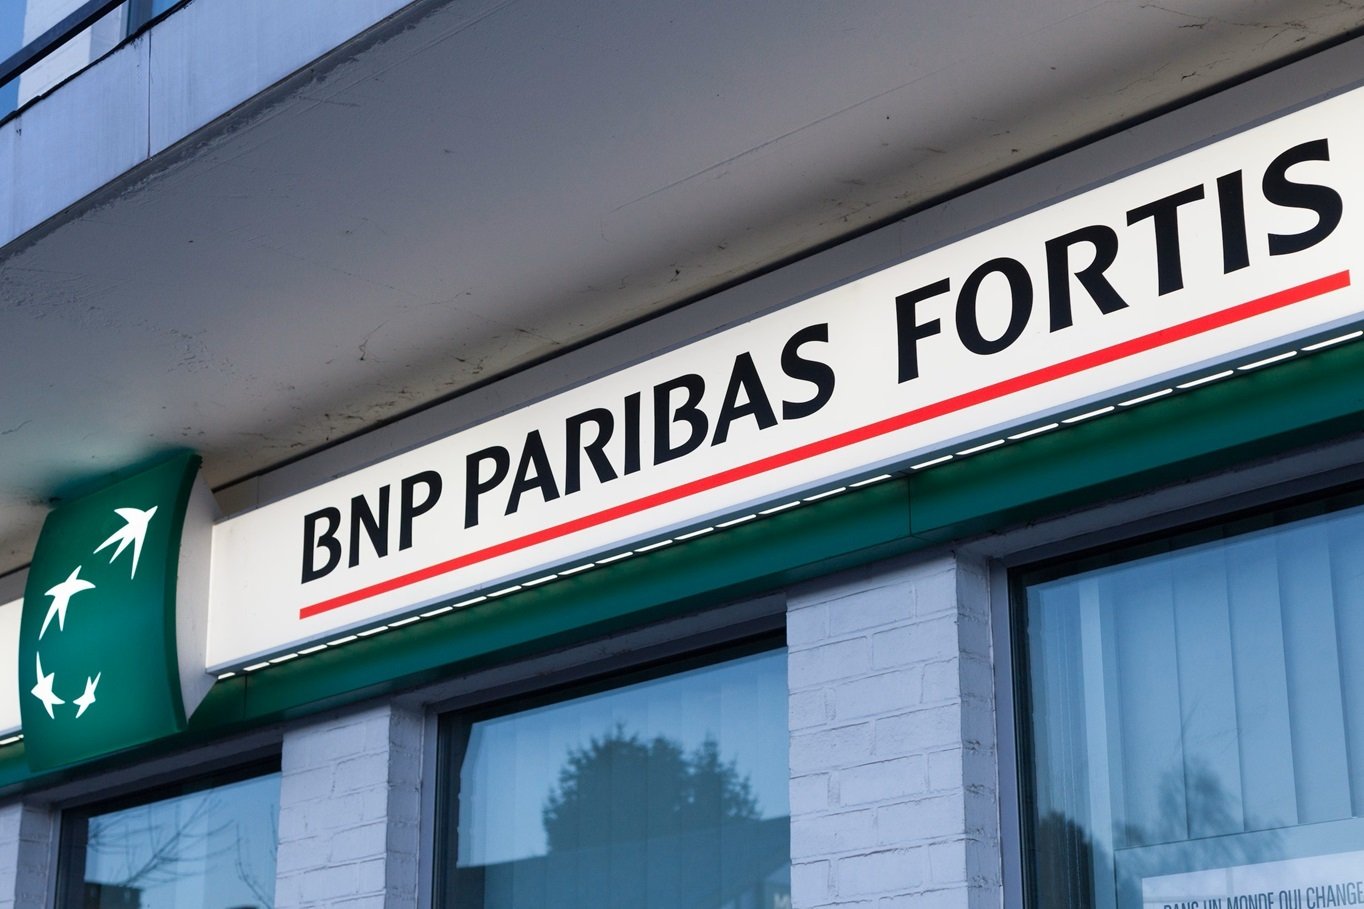 BNP PARIBAS FORTIS
DANS UN MONDE QUI CHANGE